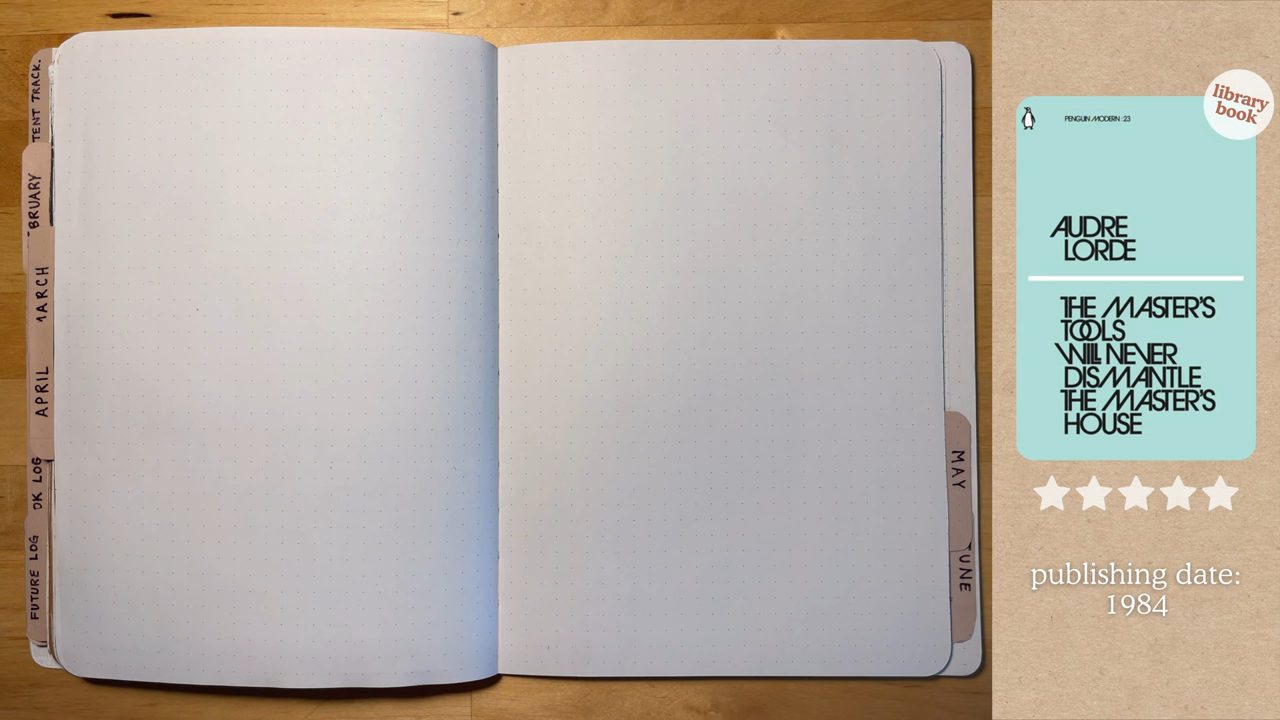 TENT TRACK.
BRUARY
MARCH
APRIL
OK LOG
FUTURE LOG
MAY
UNE
library
book
PENGUIN MODERN : 23
AUDRE
LORDE
THE MASTER'S
TOOLS
WILL NEVER
DISMANTLE
THE MASTER'S
HOUSE
publishing date:
1984